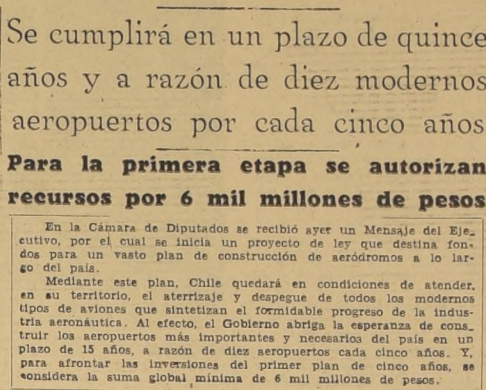 Se cumplirá en un plazo de quince
años y a razón de diez modernos
aeropuertos por cada cinco años
Para la primera etapa se autorizan
recursos por 6 mil millones de pesos
En la Cámara de Diputados se recibió ayer un Mensaje del Eje_
cutivo, por el cual se inicia un proyecto de ley que destina fon_
dos para un vasto plan de construcción de aeródromos a lo lar-
go del país.
Mediante este plan, Chile quedará en condiciones de atender,
en su territorio, el aterrizaje y despegue de todos los modernos
tipos de aviones que sintetizan el formidable progreso de la indus-
tria aeronáutica. Al efecto, el Gobierno abriga la esperanza de cons_
truir los aeropuertos más importantes y necesarios del país en un
plazo de 15 años, a razón de diez aeropuertos cada cinco años. Y,
para afrontar las inversiones del primer plan de cinco años, se
considera la suma global mínima de 6 mil millones de pesos.